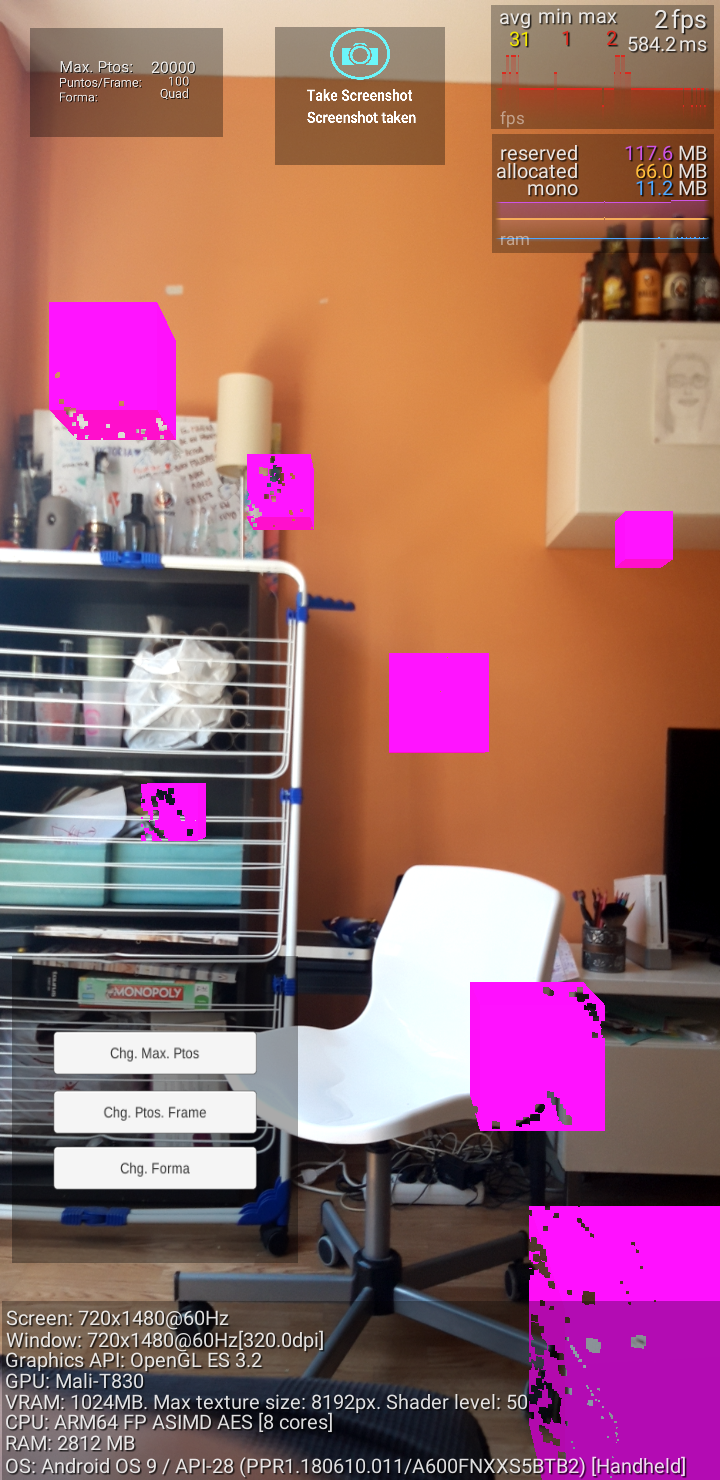 Max. Ptos: 20000
Puntos/Frame: 100
Forma: Quad
Take Screenshot
Screenshot taken
avg min max 2 fps
31 1 2 584.2 ms
fps
reserved 117.6 MB
allocated 66.0 MB
mono 11.2 MB
ram
MONOPOLY
Chg. Max. Ptos
Chg. Ptos. Frame
Chg. Forma
Screen: 720x1480@60Hz
Window: 720x1480@60Hz[320.0dpi]
Graphics API: OpenGL ES 3.2
GPU: Mali-T830
VRAM: 1024MB. Max texture size: 8192px. Shader level: 50
CPU: ARM64 FP ASIMD AES [8 cores]
RAM: 2812 MB
OS: Android OS 9 / API-28 (PPR1.180610.011/A600FNXXS5BTB2) [Handheld]